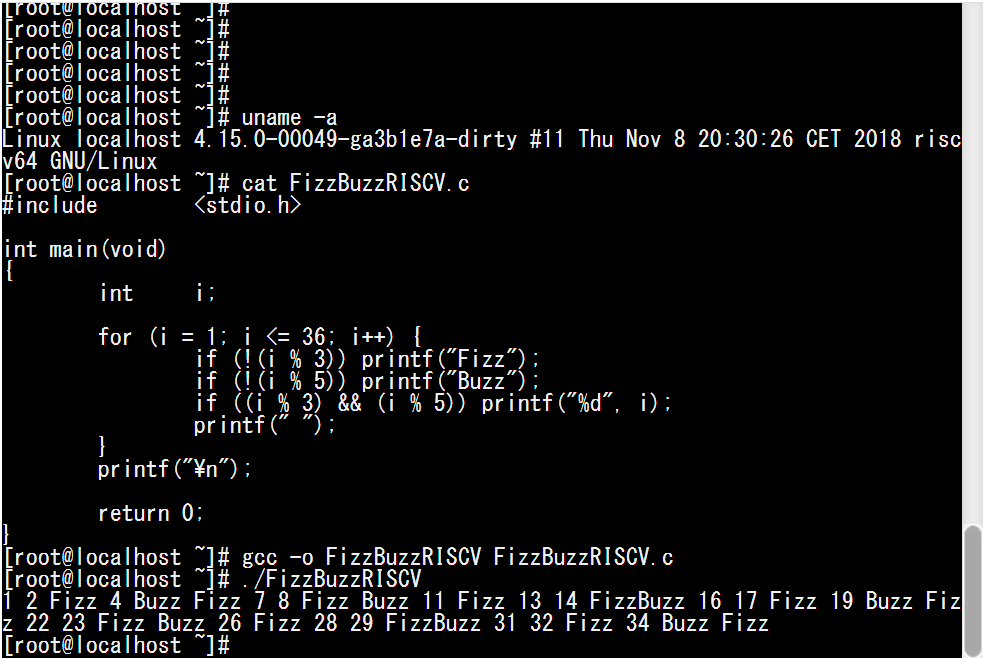 [root@localhost ~]#
[root@localhost ~]#
[root@localhost ~]#
[root@localhost ~]#
[root@localhost ~]#
[root@localhost ~]# uname -a
Linux localhost 4.15.0-00049-ga3b1e7a-dirty #11 Thu Nov 8 20:30:26 CET 2018 risc
v64 GNU/Linux
[root@localhost ~]# cat FizzBuzzRISCV.c
#include        <stdio.h>
int main(void)
{
        int     i;
        for (i = 1; i <= 36; i++) {
                if (!(i % 3)) printf("Fizz");
                if (!(i % 5)) printf("Buzz");
                if ((i % 3) && (i % 5)) printf("%d", i);
                printf(" ");
        }
        printf("¥n");
        return 0;
}
[root@localhost ~]# gcc -o FizzBuzzRISCV FizzBuzzRISCV.c
[root@localhost ~]# ./FizzBuzzRISCV
1 2 Fizz 4 Buzz Fizz 7 8 Fizz Buzz 11 Fizz 13 14 FizzBuzz 16 17 Fizz 19 Buzz Fiz
z 22 23 Fizz Buzz 26 Fizz 28 29 FizzBuzz 31 32 Fizz 34 Buzz Fizz
[root@localhost ~]#